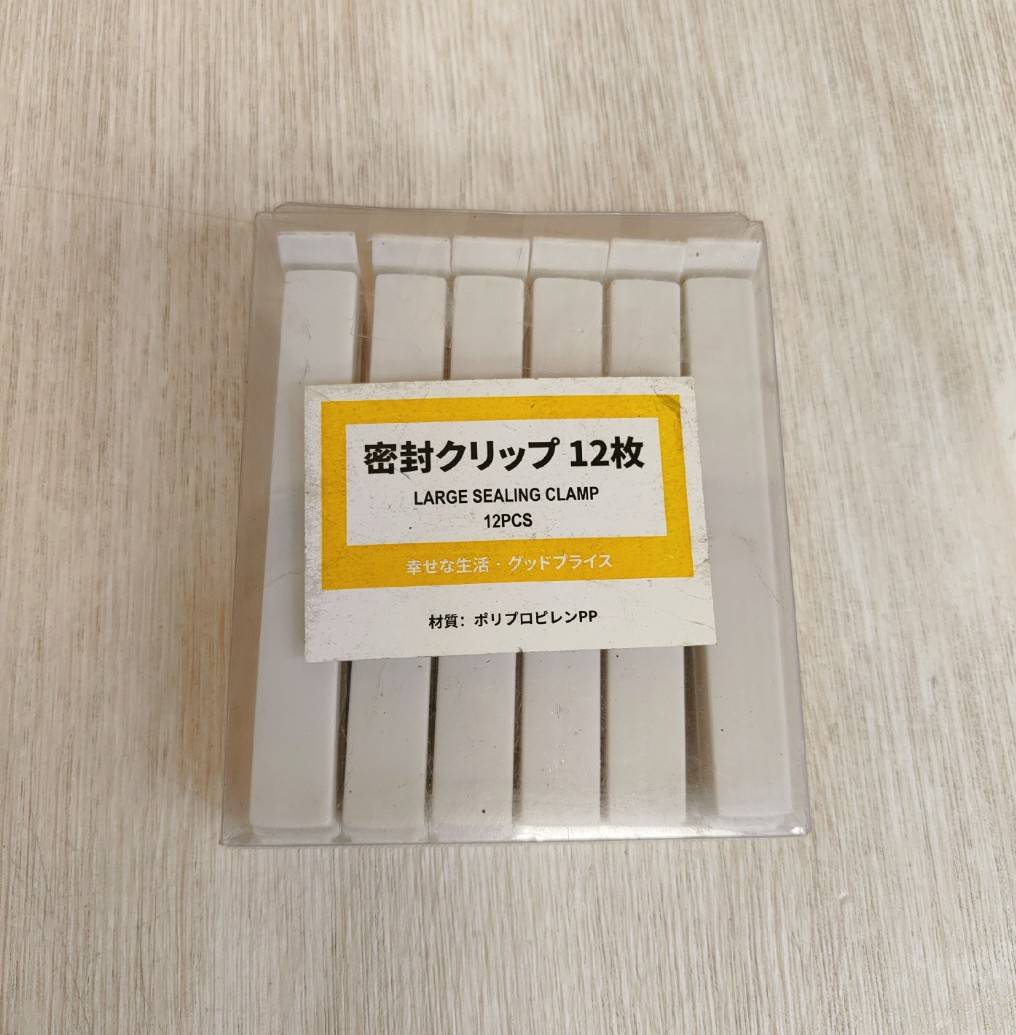 密封クリップ 12枚
LARGE SEALING CLAMP
12PCS
幸せな生活 - グッドプライス
材質：ポリプロピレンPP